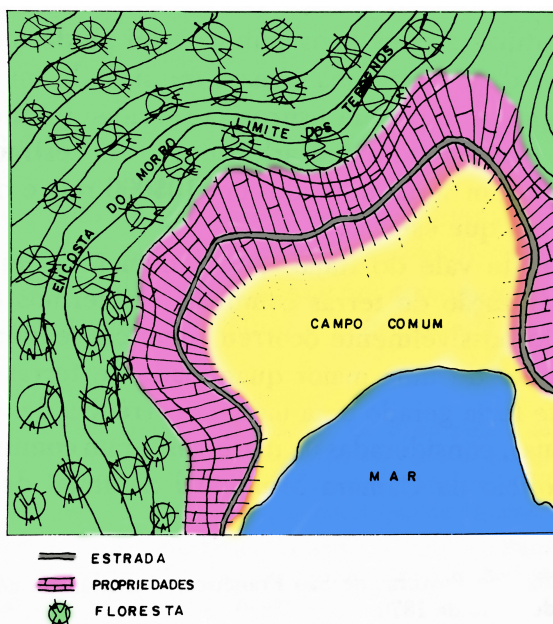 LIMITE DOS TERRENOS
ENCOSTA DO MORRO
CAMPO COMUM
MAR
ESTRADA
PROPRIEDADES
FLORESTA